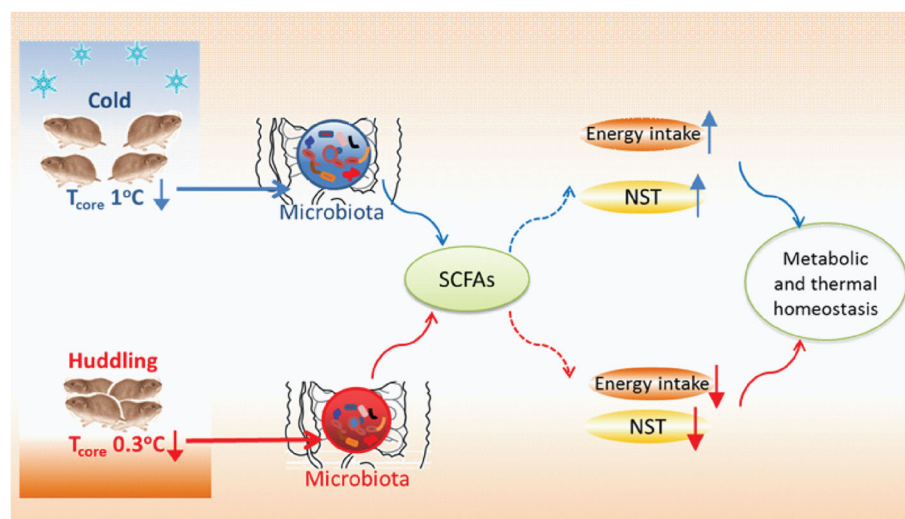 Cold
Tcore 1°C
Microbiota
Energy intake
NST
SCFAs
Metabolic
and thermal
homeostasis
Huddling
Tcore 0.3°C
Microbiota
Energy intake
NST